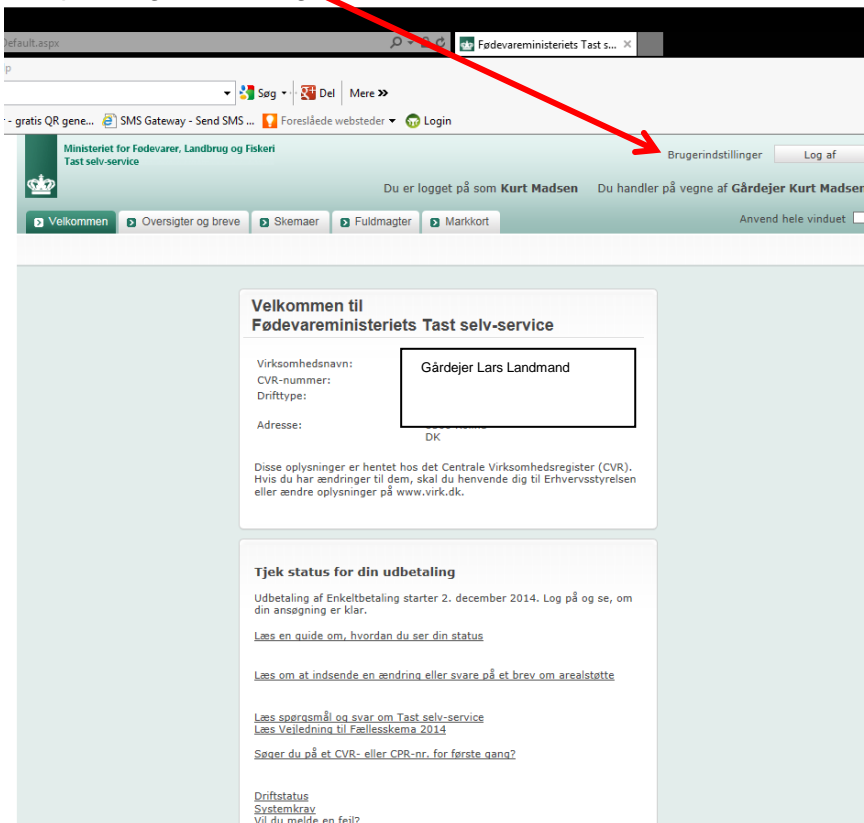 Default.aspx
Fødevareministeriets Tast s... ×
Søg
Del
Mere »
- gratis QR gene...
SMS Gateway - Send SMS ...
Foreslåede websteder
Login
Ministeriet for Fødevarer, Landbrug og Fiskeri
Tast selv-service
Brugerindstillinger
Log af
Du er logget på som Kurt Madsen
Du handler på vegne af Gårdejer Kurt Madsen
Velkommen
Oversigter og breve
Skemaer
Fuldmagter
Markkort
Anvend hele vinduet
Velkommen til
Fødevareministeriets Tast selv-service
Virksomhedsnavn:
Gårdejer Lars Landmand
CVR-nummer:
Drifttype:
Adresse:
DK
Disse oplysninger er hentet hos det Centrale Virksomhedsregister (CVR).
Hvis du har ændringer til dem, skal du henvende dig til Erhvervsstyrelsen
eller ændre oplysninger på www.virk.dk.
Tjek status for din udbetaling
Udbetaling af Enkeltbetaling starter 2. december 2014. Log på og se, om
din ansøgning er klar.
Læs en guide om, hvordan du ser din status
Læs om at indsende en ændring eller svare på et brev om arealstøtte
Læs spørgsmål og svar om Tast selv-service
Læs Vejledning til Fællesskema 2014
Søger du på et CVR- eller CPR-nr. for første gang?
Driftstatus
Systemkrav
Vil du melde en fejl?